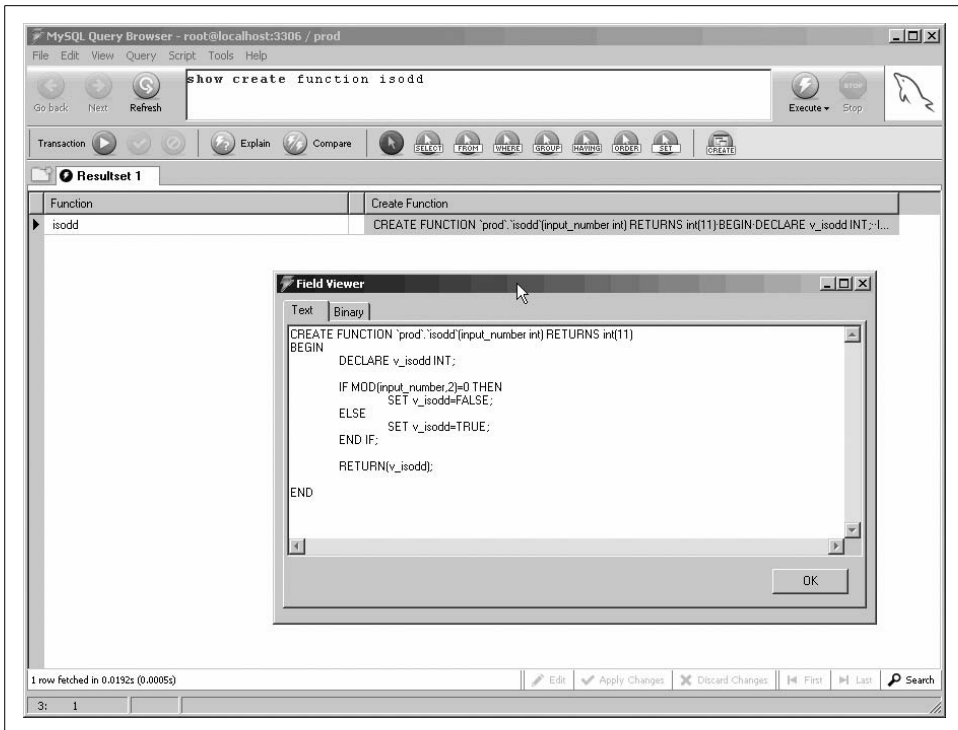 MySQL Query Browser - root@localhost:3306 / prod
File Edit View Query Script Tools Help
Go back Next Refresh
show create function isodd
Execute Stop
STOP
Transaction Explain Compare SELECT FROM WHERE GROUP HAVING ORDER SET CREATE
Resultset 1
Function Create Function
isodd CREATE FUNCTION `prod`.`isodd`(input_number int) RETURNS int(11)·BEGIN·DECLARE v_isodd INT;··I...
Field Viewer
Text Binary
CREATE FUNCTION `prod`.`isodd`(input_number int) RETURNS int(11)
BEGIN
DECLARE v_isodd INT;
IF MOD(input_number,2)=0 THEN
SET v_isodd=FALSE;
ELSE
SET v_isodd=TRUE;
END IF;
RETURN(v_isodd);
END
OK
1 row fetched in 0.0192s (0.0005s) Edit Apply Changes Discard Changes First Last Search
3: 1